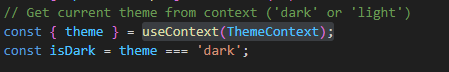 // Get current theme from context ('dark' or 'light')
const { theme } = useContext(ThemeContext);
const isDark = theme === 'dark';